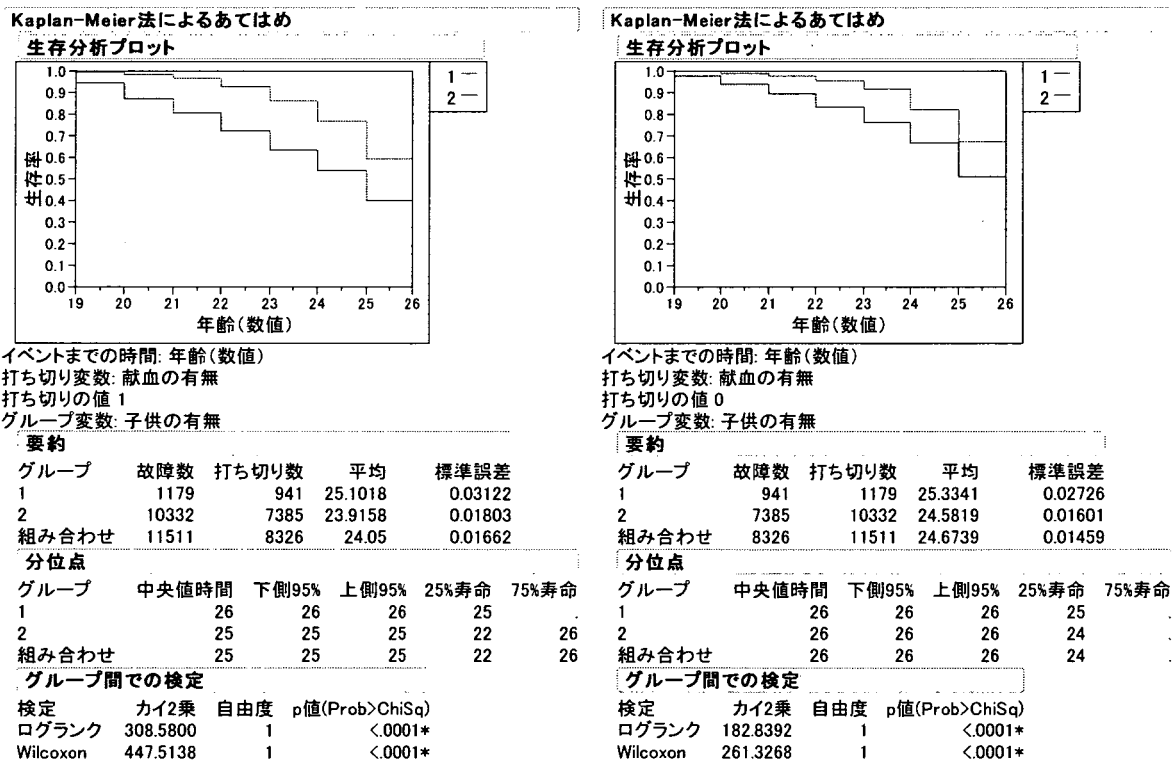 Kaplan-Meier法によるあてはめ
生存分析プロット
1.0
0.9
0.8
0.7
0.6
0.5
0.4
0.3
0.2
0.1
0.0
生存率
19 20 21 22 23 24 25 26
年齢(数値)
1
2
イベントまでの時間: 年齢(数値)
打ち切り変数: 献血の有無
打ち切りの値 1
グループ変数: 子供の有無
要約
グループ 故障数 打ち切り数 平均 標準誤差
1 1179 941 25.1018 0.03122
2 10332 7385 23.9158 0.01803
組み合わせ 11511 8326 24.05 0.01662
分位点
グループ 中央値時間 下側95% 上側95% 25%寿命 75%寿命
1 26 26 26 25 .
2 25 25 25 22 26
組み合わせ 25 25 25 22 26
グループ間での検定
検定 カイ2乗 自由度 p値(Prob>ChiSq)
ログランク 308.5800 1 <.0001*
Wilcoxon 447.5138 1 <.0001*
Kaplan-Meier法によるあてはめ
生存分析プロット
1.0
0.9
0.8
0.7
0.6
0.5
0.4
0.3
0.2
0.1
0.0
生存率
19 20 21 22 23 24 25 26
年齢(数値)
1
2
イベントまでの時間: 年齢(数値)
打ち切り変数: 献血の有無
打ち切りの値 0
グループ変数: 子供の有無
要約
グループ 故障数 打ち切り数 平均 標準誤差
1 941 1179 25.3341 0.02726
2 7385 10332 24.5819 0.01601
組み合わせ 8326 11511 24.6739 0.01459
分位点
グループ 中央値時間 下側95% 上側95% 25%寿命 75%寿命
1 26 26 26 25 .
2 26 26 26 24 .
組み合わせ 26 26 26 24 .
グループ間での検定
検定 カイ2乗 自由度 p値(Prob>ChiSq)
ログランク 182.8392 1 <.0001*
Wilcoxon 261.3268 1 <.0001*